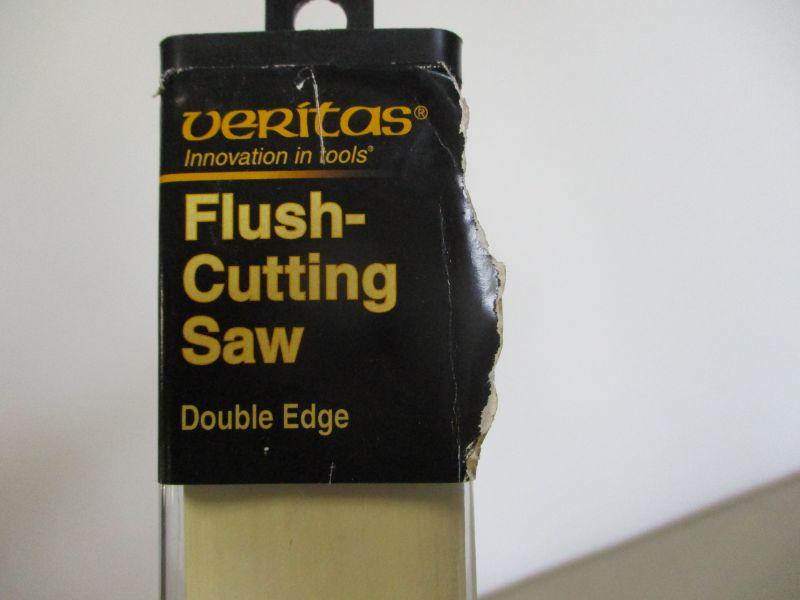 veritas®
Innovation in tools®
Flush-
Cutting
Saw
Double Edge